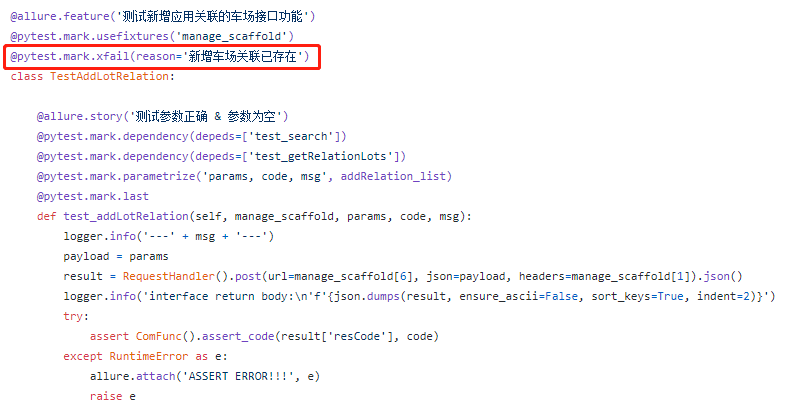 @allure.feature('测试新增应用关联的车场接口功能')
@pytest.mark.usefixtures('manage_scaffold')
@pytest.mark.xfail(reason='新增车场关联已存在')
class TestAddLotRelation:
@allure.story('测试参数正确 & 参数为空')
@pytest.mark.dependency(depeds=['test_search'])
@pytest.mark.dependency(depeds=['test_getRelationLots'])
@pytest.mark.parametrize('params, code, msg', addRelation_list)
@pytest.mark.last
def test_addLotRelation(self, manage_scaffold, params, code, msg):
logger.info('---' + msg + '---')
payload = params
result = RequestHandler().post(url=manage_scaffold[6], json=payload, headers=manage_scaffold[1]).json()
logger.info('interface return body:\n'f'{json.dumps(result, ensure_ascii=False, sort_keys=True, indent=2)}')
try:
assert ComFunc().assert_code(result['resCode'], code)
except RuntimeError as e:
allure.attach('ASSERT ERROR!!!', e)
raise e